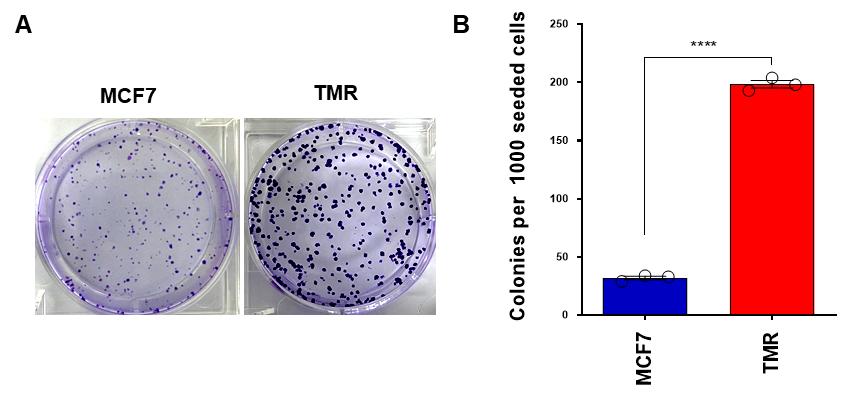 A
MCF7
TMR
B
Colonies per 1000 seeded cells
250
200
150
100
50
0
****
MCF7
TMR